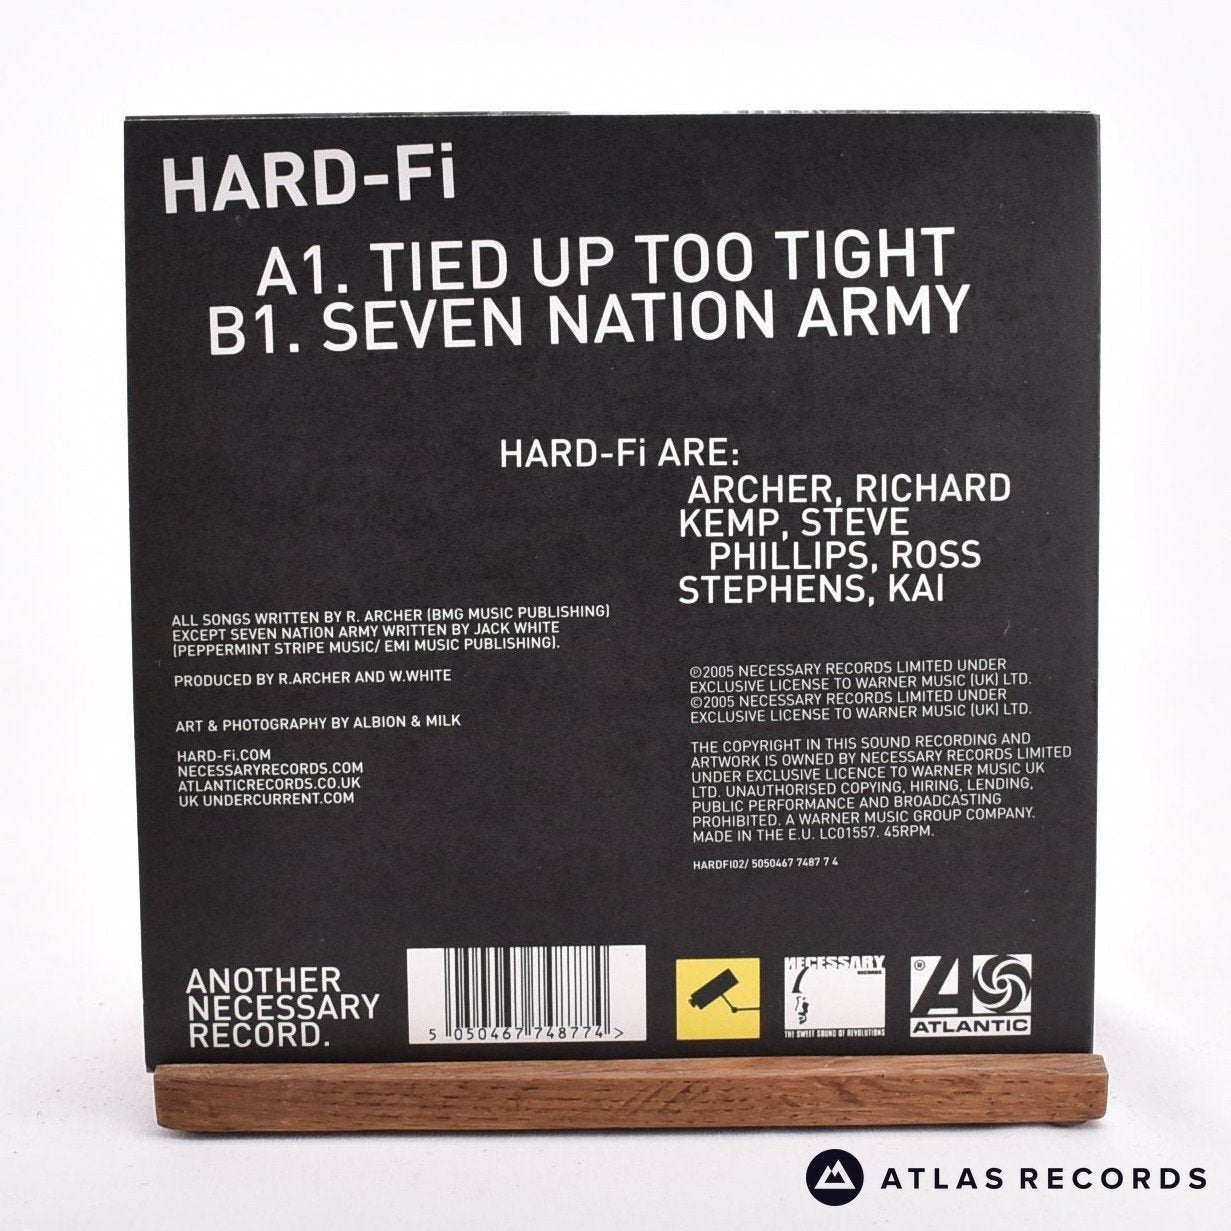 HARD-Fi
A1. TIED UP TOO TIGHT
B1. SEVEN NATION ARMY
HARD-Fi ARE:
ARCHER, RICHARD
KEMP, STEVE
PHILLIPS, ROSS
STEPHENS, KAI
ALL SONGS WRITTEN BY R. ARCHER (BMG MUSIC PUBLISHING)
EXCEPT SEVEN NATION ARMY WRITTEN BY JACK WHITE
(PEPPERMINT STRIPE MUSIC/ EMI MUSIC PUBLISHING).
PRODUCED BY R.ARCHER AND W.WHITE
ART & PHOTOGRAPHY BY ALBION & MILK
HARD-Fi.COM
NECESSARYRECORDS.COM
ATLANTICRECORDS.CO.UK
UK UNDERCURRENT.COM
℗2005 NECESSARY RECORDS LIMITED UNDER
EXCLUSIVE LICENSE TO WARNER MUSIC (UK) LTD.
©2005 NECESSARY RECORDS LIMITED UNDER
EXCLUSIVE LICENSE TO WARNER MUSIC (UK) LTD.
THE COPYRIGHT IN THIS SOUND RECORDING AND
ARTWORK IS OWNED BY NECESSARY RECORDS LIMITED
UNDER EXCLUSIVE LICENCE TO WARNER MUSIC UK
LTD. UNAUTHORISED COPYING, HIRING, LENDING,
PUBLIC PERFORMANCE AND BROADCASTING
PROHIBITED. A WARNER MUSIC GROUP COMPANY.
MADE IN THE E.U. LC01557. 45RPM.
HARDFI02/ 5050467 7487 7 4
ANOTHER
NECESSARY
RECORD.
5 050467 748774 >
NECESSARY
RECORDS
THE SWEET SOUND OF REVOLUTIONS
®
ATLANTIC
ATLAS RECORDS